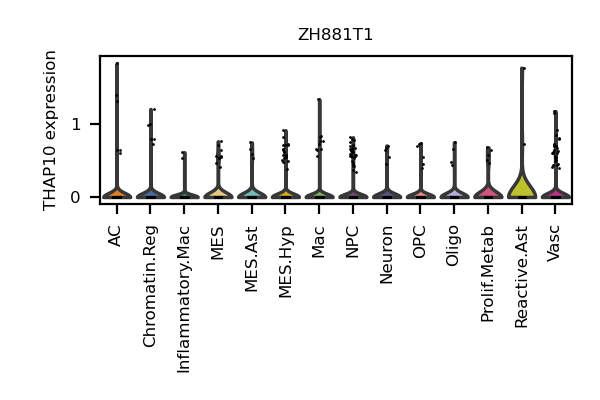 ZH881T1
THAP10 expression
1
0
AC
Chromatin.Reg
Inflammatory.Mac
MES
MES.Ast
MES.Hyp
Mac
NPC
Neuron
OPC
Oligo
Prolif.Metab
Reactive.Ast
Vasc